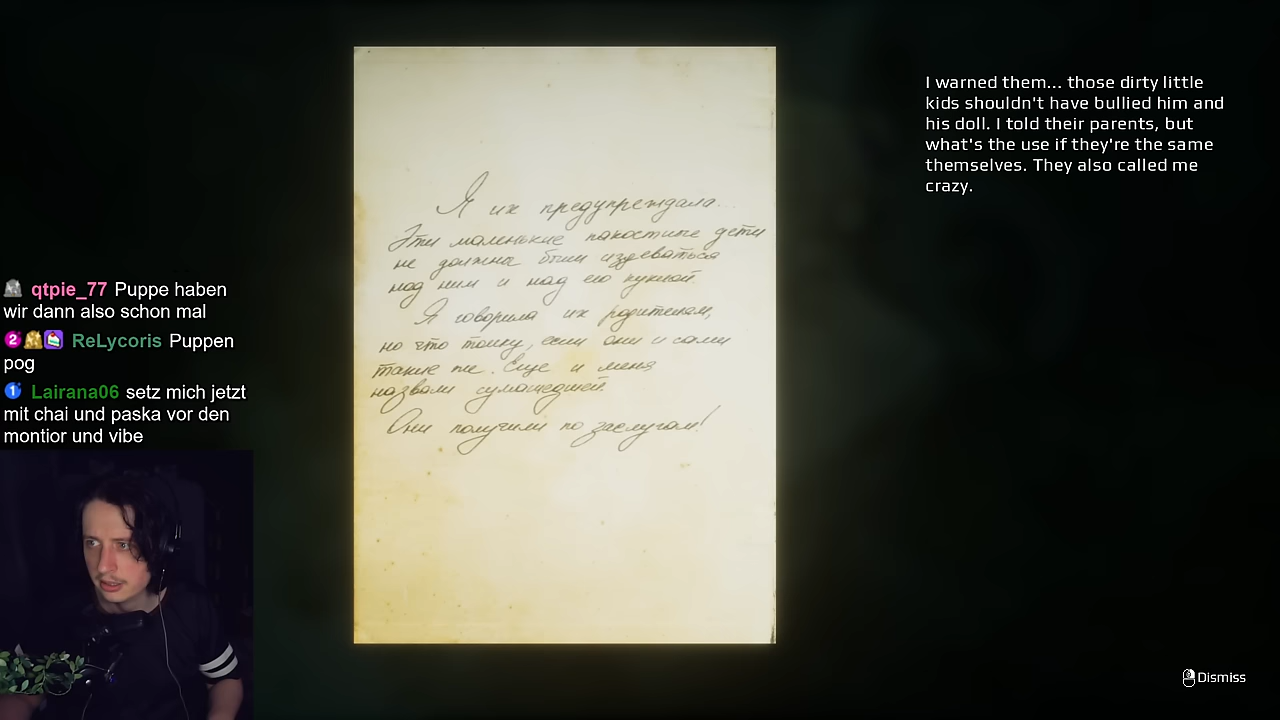 I warned them... those dirty little
kids shouldn't have bullied him and
his doll. I told their parents, but
what's the use if they're the same
themselves. They also called me
crazy.
Я их предупреждала.
Эти маленькие пакостные дети
не должны были издеваться
над ним и над его куклой.
Я говорила их родителям,
но что толку, если они и сами
такие же. Еще и меня
назвали сумашедшей.
Они получили по заслугам!
qtpie_77 Puppe haben
wir dann also schon mal
2 ReLycoris Puppen
pog
1 Lairana06 setz mich jetzt
mit chai und paska vor den
montior und vibe
Dismiss